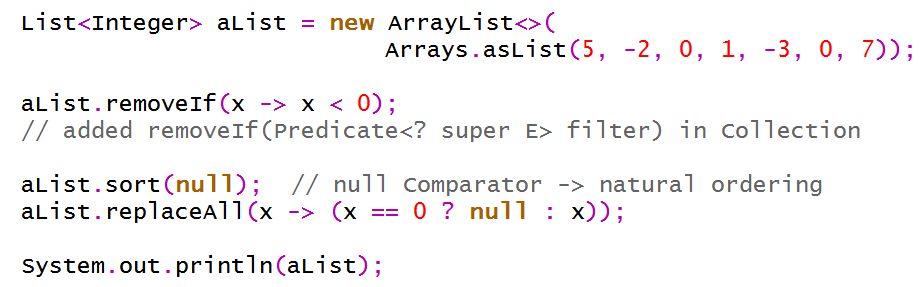 List<Integer> aList = new ArrayList<>(
Arrays.asList(5, -2, 0, 1, -3, 0, 7));
aList.removeIf(x -> x < 0);
// added removeIf(Predicate<? super E> filter) in Collection
aList.sort(null);  // null Comparator -> natural ordering
aList.replaceAll(x -> (x == 0 ? null : x));
System.out.println(aList);